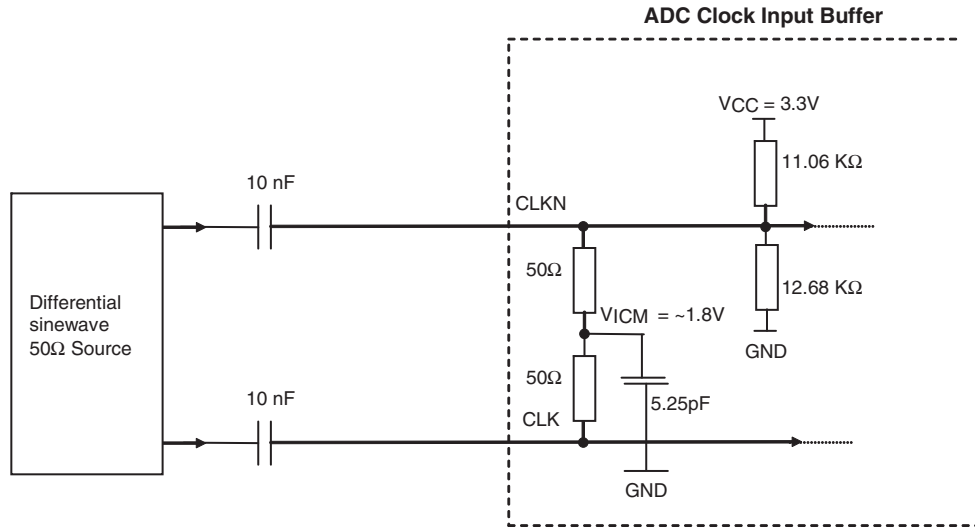 ADC Clock Input Buffer
VCC = 3.3V
11.06 KΩ
10 nF
CLKN
50Ω
12.68 KΩ
Differential
sinewave
50Ω Source
VICM = ~1.8V
GND
50Ω
10 nF
5.25pF
CLK
GND